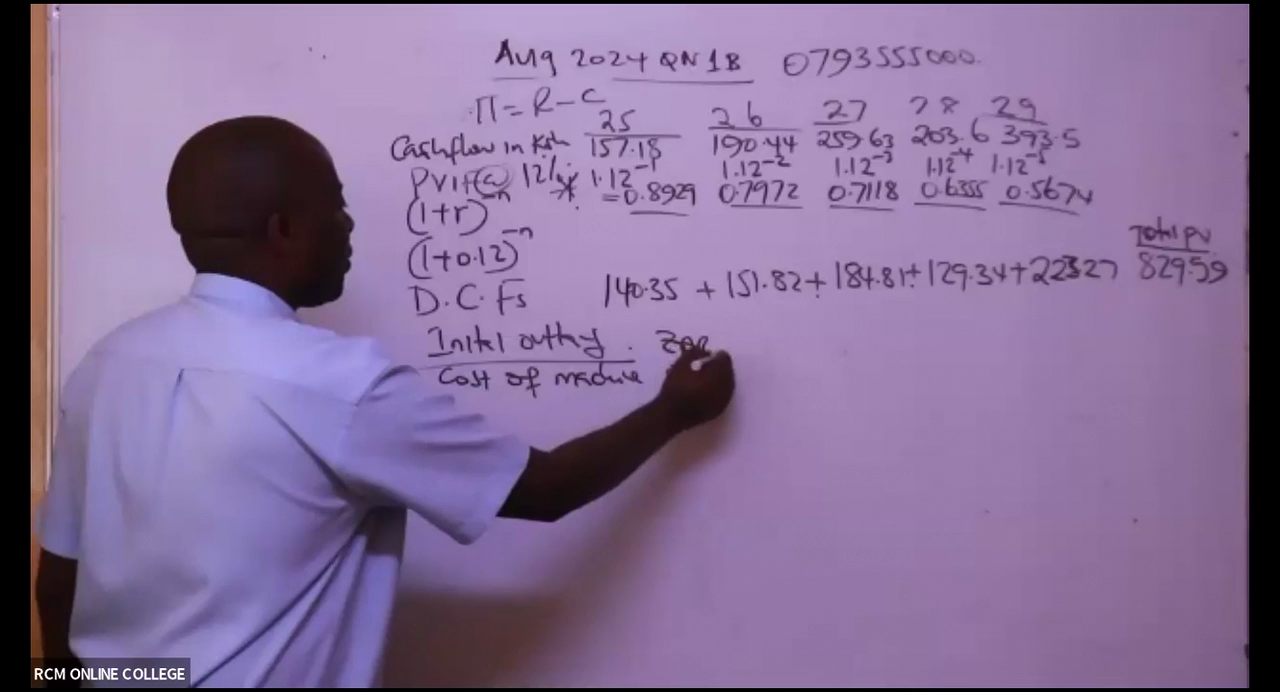 Aug 2024 QN 1B 0793555000
Π = R - C
25 26 27 28 29
Cashflow in Ksh 157.18 190.44 259.63 203.6 393.5
PVIF@ 12% 1.12⁻¹ 1.12⁻² 1.12⁻³ 1.12⁻⁴ 1.12⁻⁵
(1+r)⁻ⁿ =0.8929 0.7972 0.7118 0.6355 0.5674
(1+0.12)⁻ⁿ
Total PV
D.C.Fs 140.35 + 151.82 + 184.81 + 129.34 + 223.27 829.59
Initial outlay
Cost of machine
RCM ONLINE COLLEGE